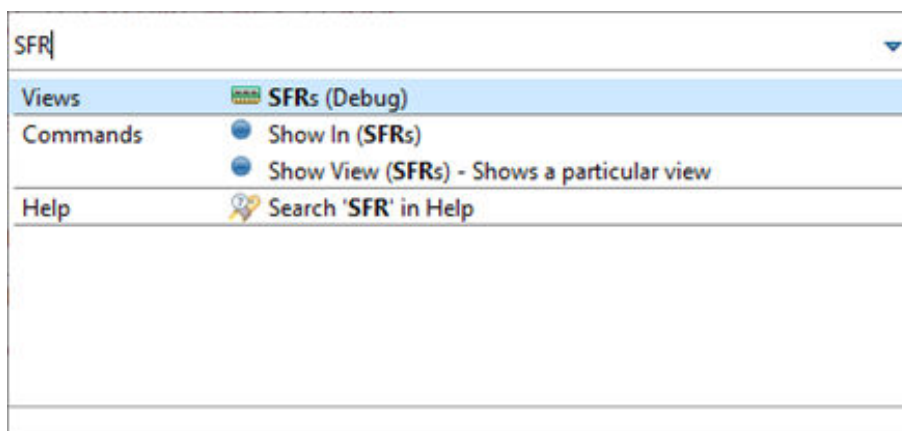 SFR
Views SFRs (Debug)
Commands Show In (SFRs)
Show View (SFRs) - Shows a particular view
Help Search 'SFR' in Help